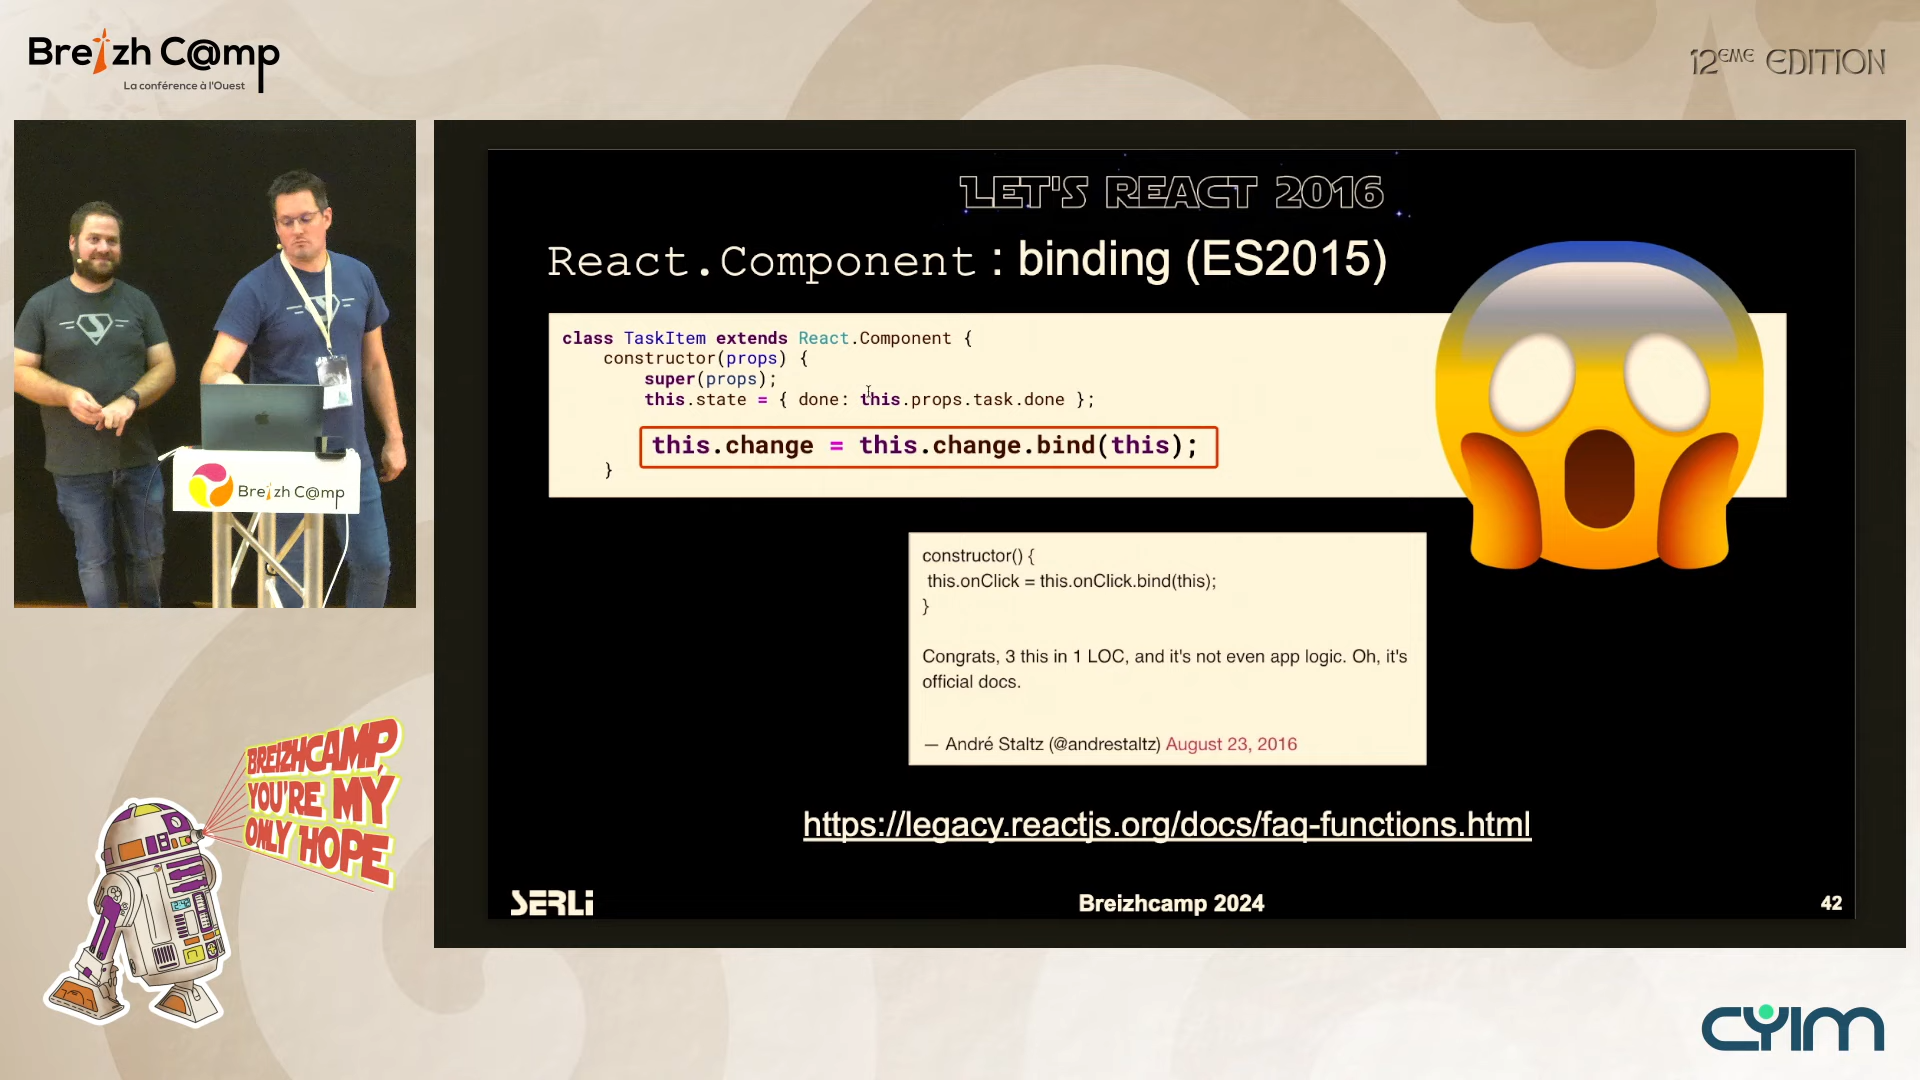 Breizh C@mp
La conférence à l'Ouest
12EME EDITION
LET'S REACT 2016
React.Component : binding (ES2015)
class TaskItem extends React.Component {
constructor(props) {
super(props);
this.state = { done: this.props.task.done };
this.change = this.change.bind(this);
}
constructor() {
this.onClick = this.onClick.bind(this);
}
Congrats, 3 this in 1 LOC, and it's not even app logic. Oh, it's
official docs.
— André Staltz (@andrestaltz) August 23, 2016
https://legacy.reactjs.org/docs/faq-functions.html
SERLI
Breizhcamp 2024
42
Breizh C@mp
BREIZHCAMP,
YOU'RE MY
ONLY HOPE
CYIM